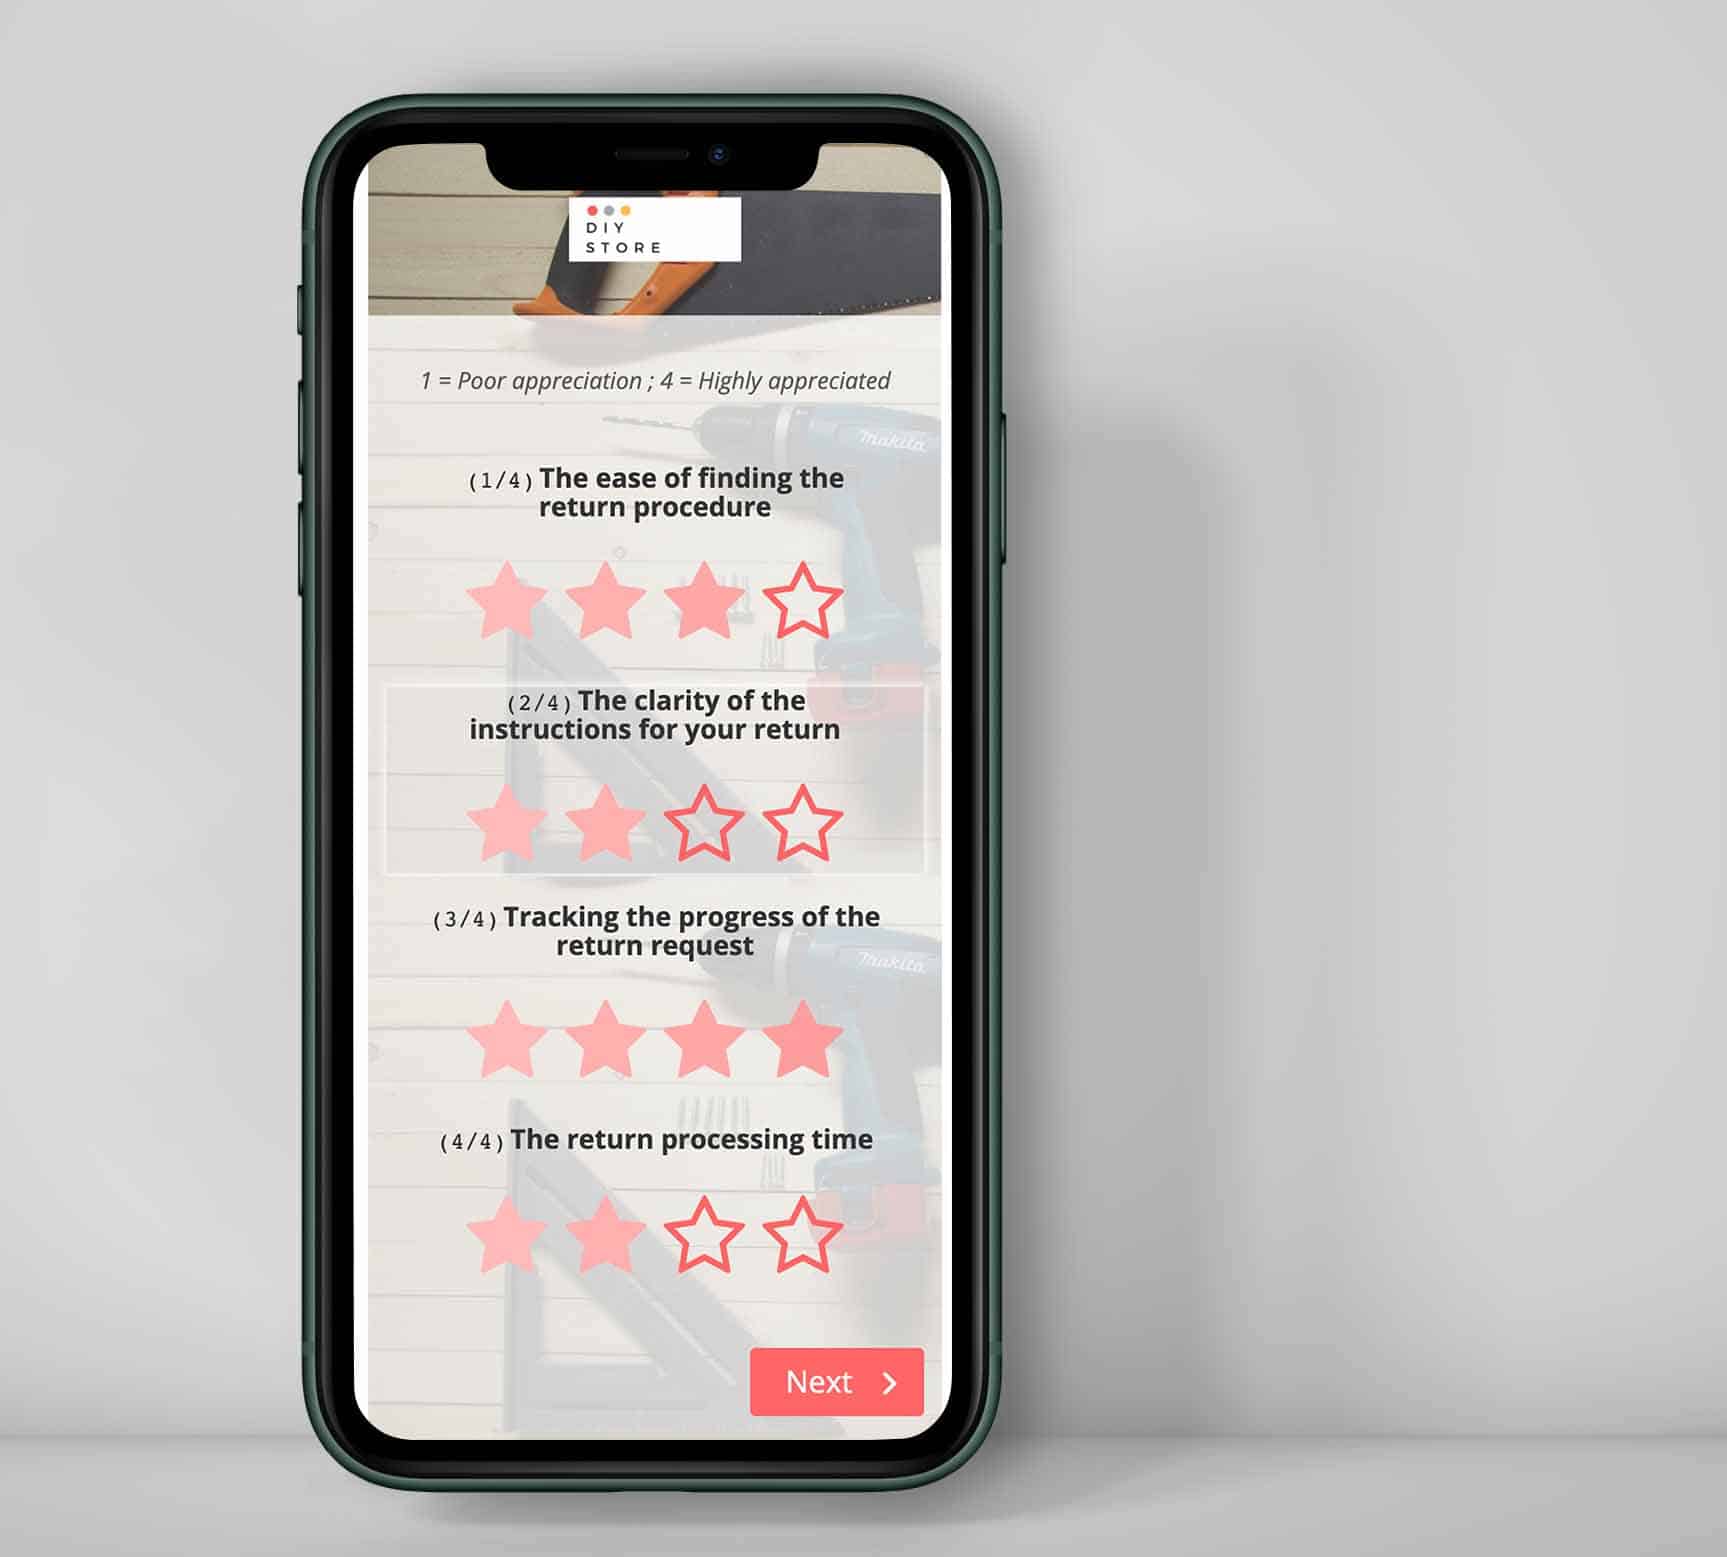 DIY
STORE
1 = Poor appreciation ; 4 = Highly appreciated
makita
(1/4) The ease of finding the
return procedure
(2/4) The clarity of the
instructions for your return
(3/4) Tracking the progress of the
return request
makita
(4/4) The return processing time
Next